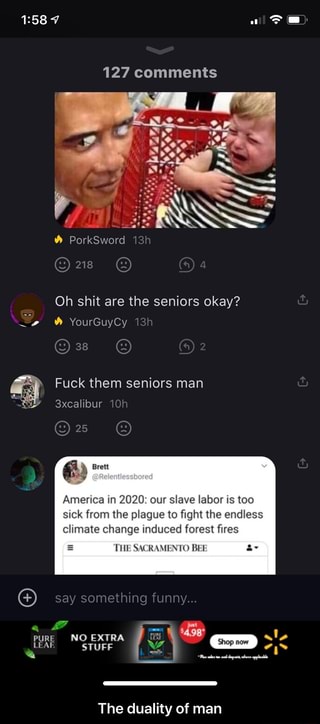 1:58
127 comments
PorkSword 13h
218
4
Oh shit are the seniors okay?
YourGuyCy 13h
38
2
Fuck them seniors man
3xcalibur 10h
25
Brett
@Relentlessbored
America in 2020: our slave labor is too
sick from the plague to fight the endless
climate change induced forest fires
THE SACRAMENTO BEE
say something funny...
PURE
LEAF
NO EXTRA
STUFF
PURE
LEAF
just
$4.98*
Shop now
The duality of man